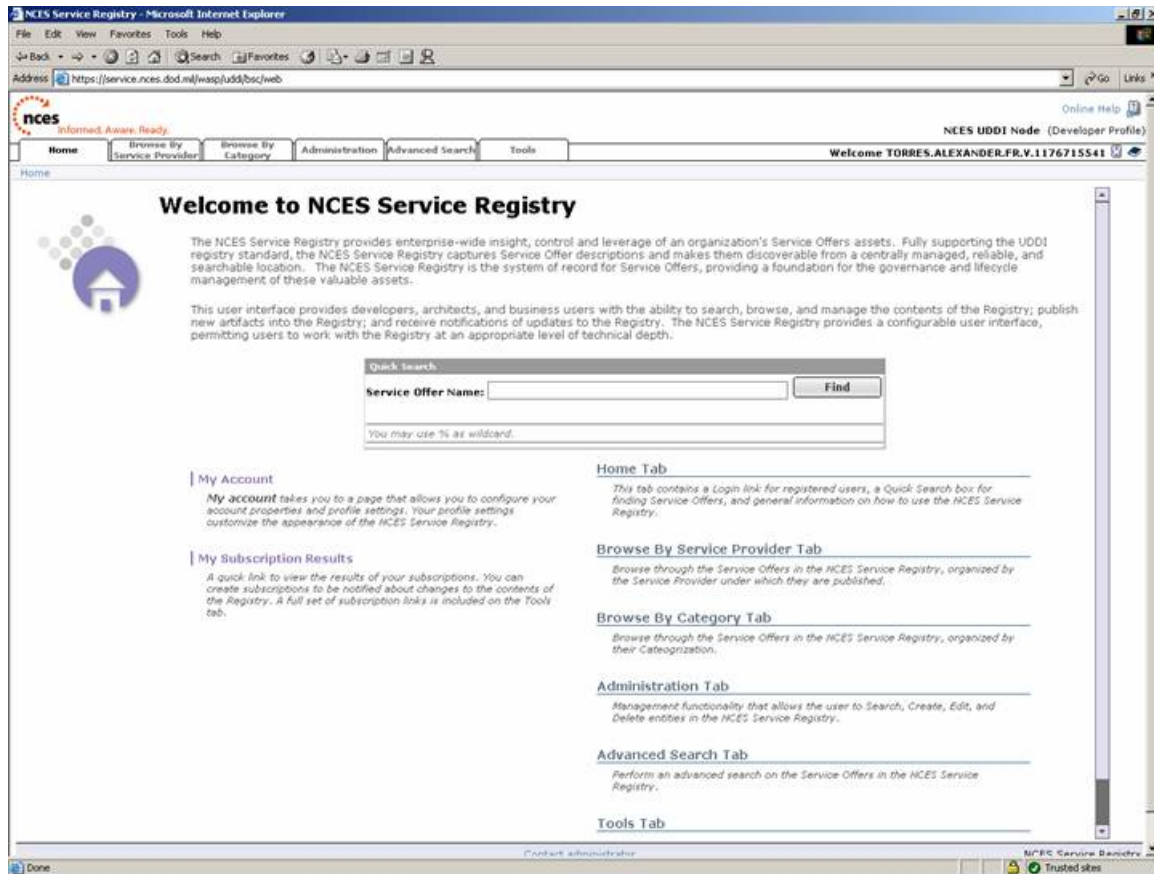 NCES Service Registry - Microsoft Internet Explorer
File Edit View Favorites Tools Help
Back Search Favorites
Address https://service.nces.dod.mil/wasp/uddi/bsc/web Go Links
nces
Informed. Aware. Ready.
Online Help
NCES UDDI Node (Developer Profile)
Home Browse By Service Provider Browse By Category Administration Advanced Search Tools
Welcome TORRES.ALEXANDER.FR.V.1176715541
Home
Welcome to NCES Service Registry
The NCES Service Registry provides enterprise-wide insight, control and leverage of an organization's Service Offers assets. Fully supporting the UDDI
registry standard, the NCES Service Registry captures Service Offer descriptions and makes them discoverable from a centrally managed, reliable, and
searchable location. The NCES Service Registry is the system of record for Service Offers, providing a foundation for the governance and lifecycle
management of these valuable assets.
This user interface provides developers, architects, and business users with the ability to search, browse, and manage the contents of the Registry; publish
new artifacts into the Registry; and receive notifications of updates to the Registry. The NCES Service Registry provides a configurable user interface,
permitting users to work with the Registry at an appropriate level of technical depth.
Quick Search
Service Offer Name: Find
You may use % as wildcard.
My Account
My account takes you to a page that allows you to configure your
account properties and profile settings. Your profile settings
customize the appearance of the NCES Service Registry.
My Subscription Results
A quick link to view the results of your subscriptions. You can
create subscriptions to be notified about changes to the contents of
the Registry. A full set of subscription links is included on the Tools
tab.
Home Tab
This tab contains a Login link for registered users, a Quick Search box for
finding Service Offers, and general information on how to use the NCES Service
Registry.
Browse By Service Provider Tab
Browse through the Service Offers in the NCES Service Registry, organized by
the Service Provider under which they are published.
Browse By Category Tab
Browse through the Service Offers in the NCES Service Registry, organized by
their Cateogrization.
Administration Tab
Management functionality that allows the user to Search, Create, Edit, and
Delete entities in the NCES Service Registry.
Advanced Search Tab
Perform an advanced search on the Service Offers in the NCES Service
Registry.
Tools Tab
Contact administrator
NCES Service Registry
Done
Trusted sites